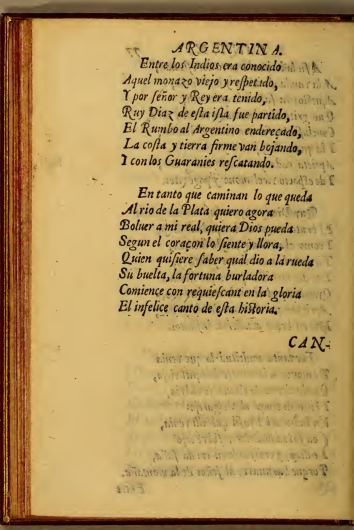 ARGENTINA.
Entre los Indios era conocido
Aquel monazo viejo y respetido,
Y por señor y Rey era tenido,
Ruy Diaz de esta isla fue partido,
El Rumbo al Argentino endereçado,
La costa y tierra firme van bojando,
Y con los Guaranies rescatando.
En tanto que caminan lo que queda
Al rio de la Plata quiero agora
Boluer a mi real, quiera Dios pueda
Segun el coraçon lo siente y llora,
Quien quisiere saber qual dio a la rueda
Su buelta, la fortuna burladora
Comience con requiescant en la gloria
El infelice canto de esta historia.
CAN-